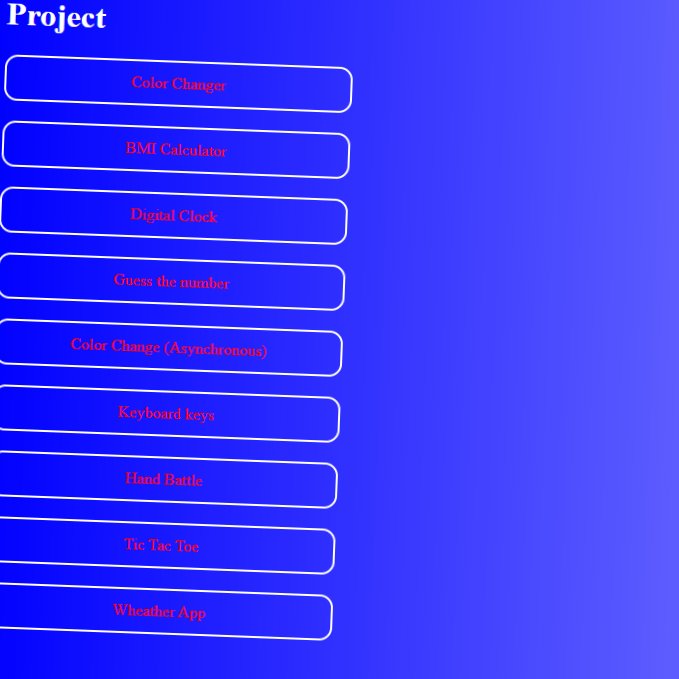 Project
Color Changer
BMI Calculator
Digital Clock
Guess the number
Color Change (Asynchronous)
Keyboard keys
Hand Battle
Tic Tac Toe
Wheather App